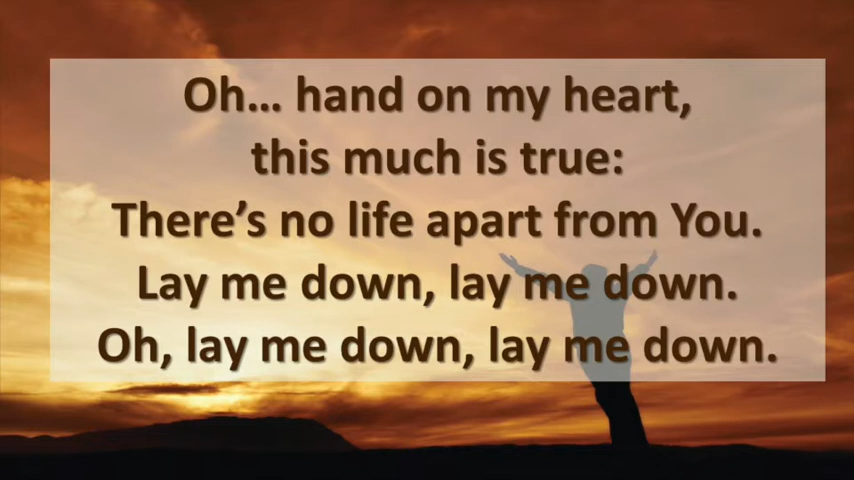 Oh… hand on my heart,
this much is true:
There’s no life apart from You.
Lay me down, lay me down.
Oh, lay me down, lay me down.